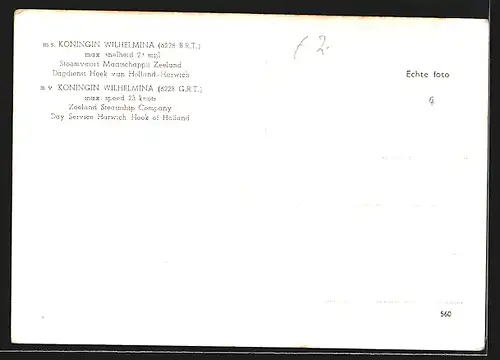 m.s. KONINGIN WILHELMINA (6228 B.R.T.)
max. snelheid mpl
Stoomvaart Maatschappij Zeeland
Dagdienst Hoek van Holland-Harwich
m v KONINGIN WILHELMINA (6228 G.R.T.)
max. speed 23 knots
Zeeland Steamship Company
Day Service Harwich Hook of Holland
f 2.-
Echte foto
560